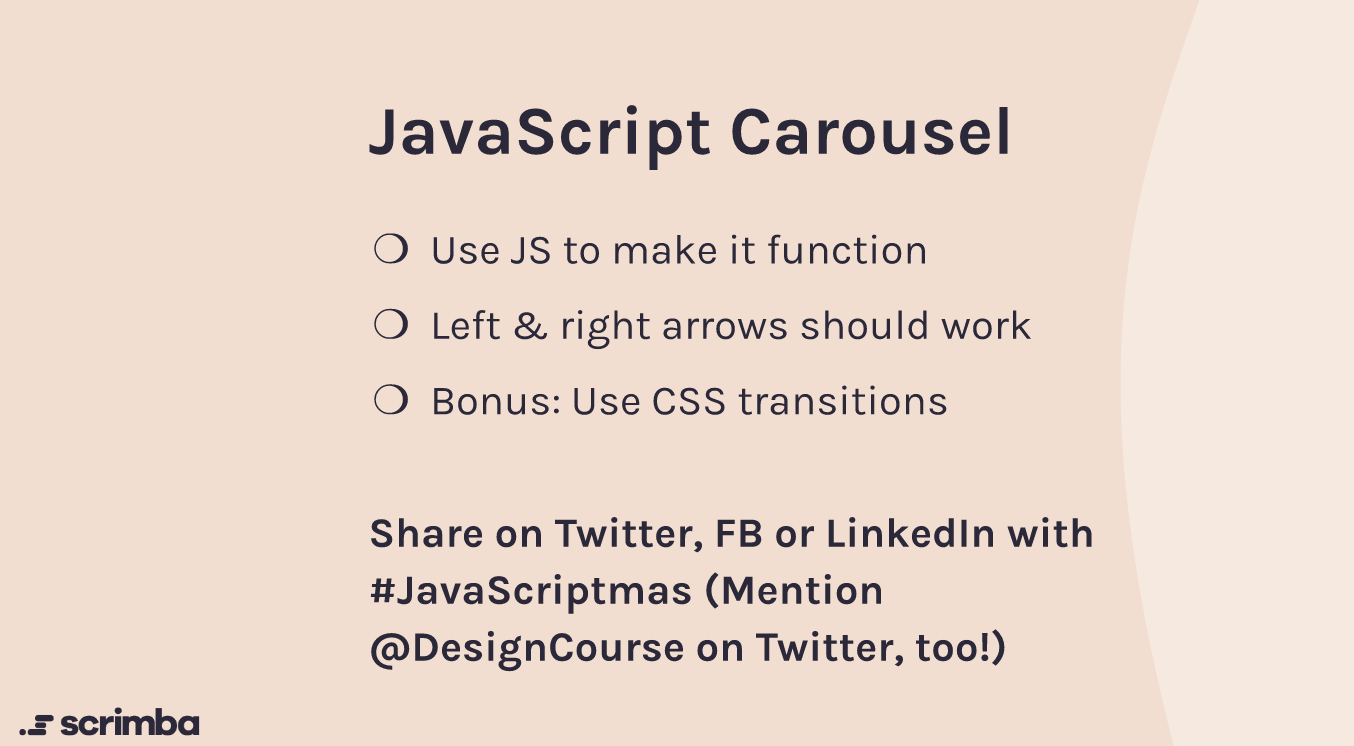 JavaScript Carousel
❍ Use JS to make it function
❍ Left & right arrows should work
❍ Bonus: Use CSS transitions
Share on Twitter, FB or LinkedIn with
#JavaScriptmas (Mention
@DesignCourse on Twitter, too!)
scrimba